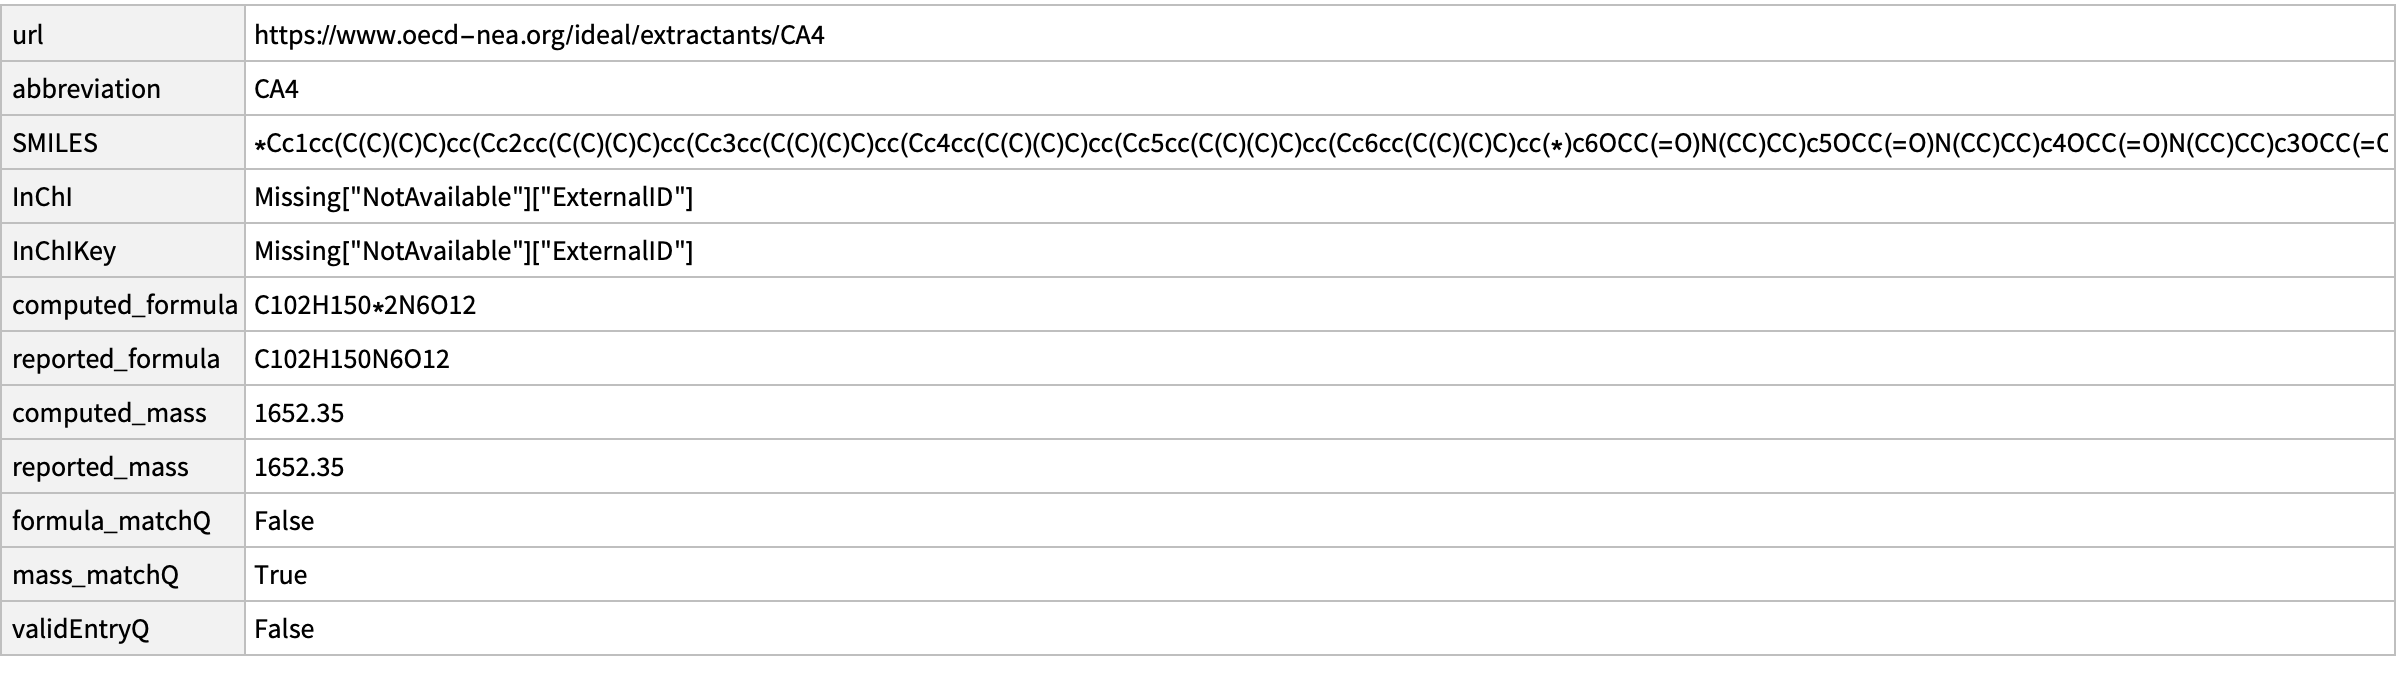 url https://www.oecd-nea.org/ideal/extractants/CA4
abbreviation CA4
SMILES *Cc1cc(C(C)(C)C)cc(Cc2cc(C(C)(C)C)cc(Cc3cc(C(C)(C)C)cc(Cc4cc(C(C)(C)C)cc(Cc5cc(C(C)(C)C)cc(Cc6cc(C(C)(C)C)cc(*)c6OCC(=O)N(CC)CC)c5OCC(=O)N(CC)CC)c4OCC(=O)N(CC)CC)c3OCC(=O
InChI Missing["NotAvailable"]["ExternalID"]
InChIKey Missing["NotAvailable"]["ExternalID"]
computed_formula C102H150*2N6O12
reported_formula C102H150N6O12
computed_mass 1652.35
reported_mass 1652.35
formula_matchQ False
mass_matchQ True
validEntryQ False